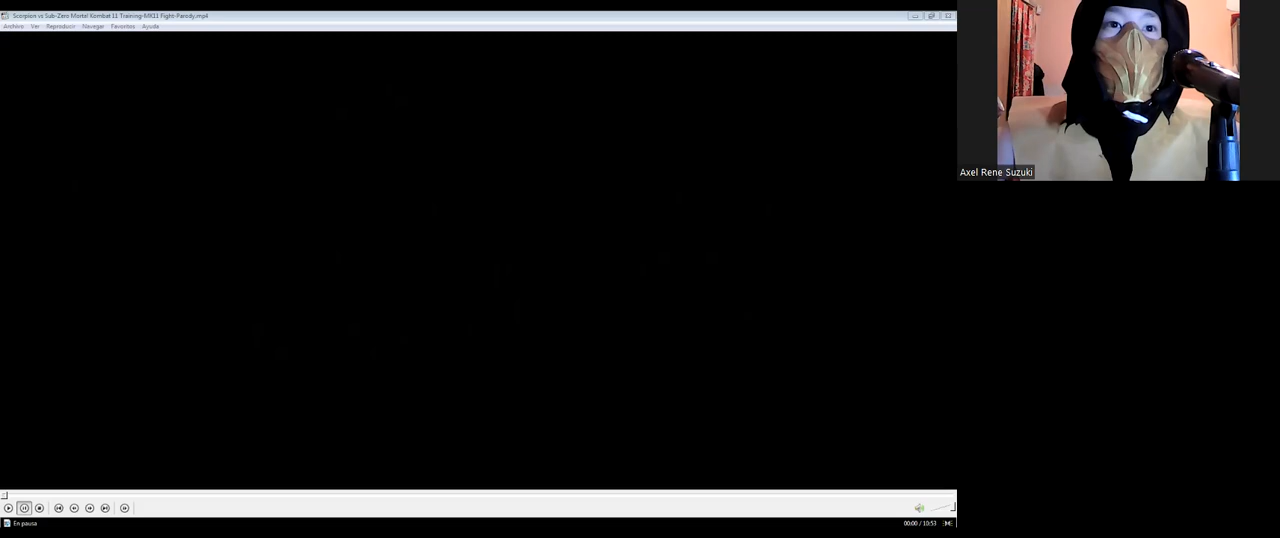 Scorpion vs Sub-Zero Mortal Kombat 11 Training-MK11 Fight-Parody.mp4
Archivo Ver Reproducir Navegar Favoritos Ayuda
Axel Rene Suzuki
En pausa
00:00 / 10:53